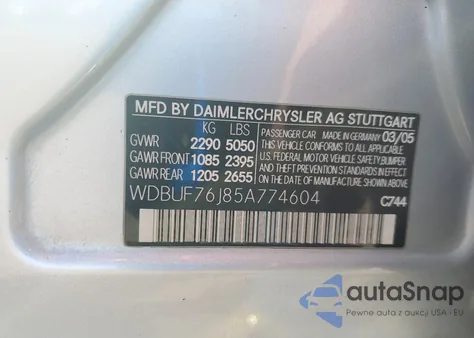 MFD BY DAIMLERCHRYSLER AG STUTTGART
KG LBS
GVWR 2290 5050
GAWR FRONT 1085 2395
GAWR REAR 1205 2655
PASSENGER CAR 03/05
MADE IN GERMANY
THIS VEHICLE CONFORMS TO ALL
APPLICABLE U.S. FEDERAL MOTOR
VEHICLE SAFETY, BUMPER
AND THEFT PREVENTION
STANDARDS IN EFFECT ON THE DATE
OF MANUFACTURE SHOWN ABOVE
WDBUF76J85A774604
C744
autoSnap
Pewne auta z aukcji USA - EU